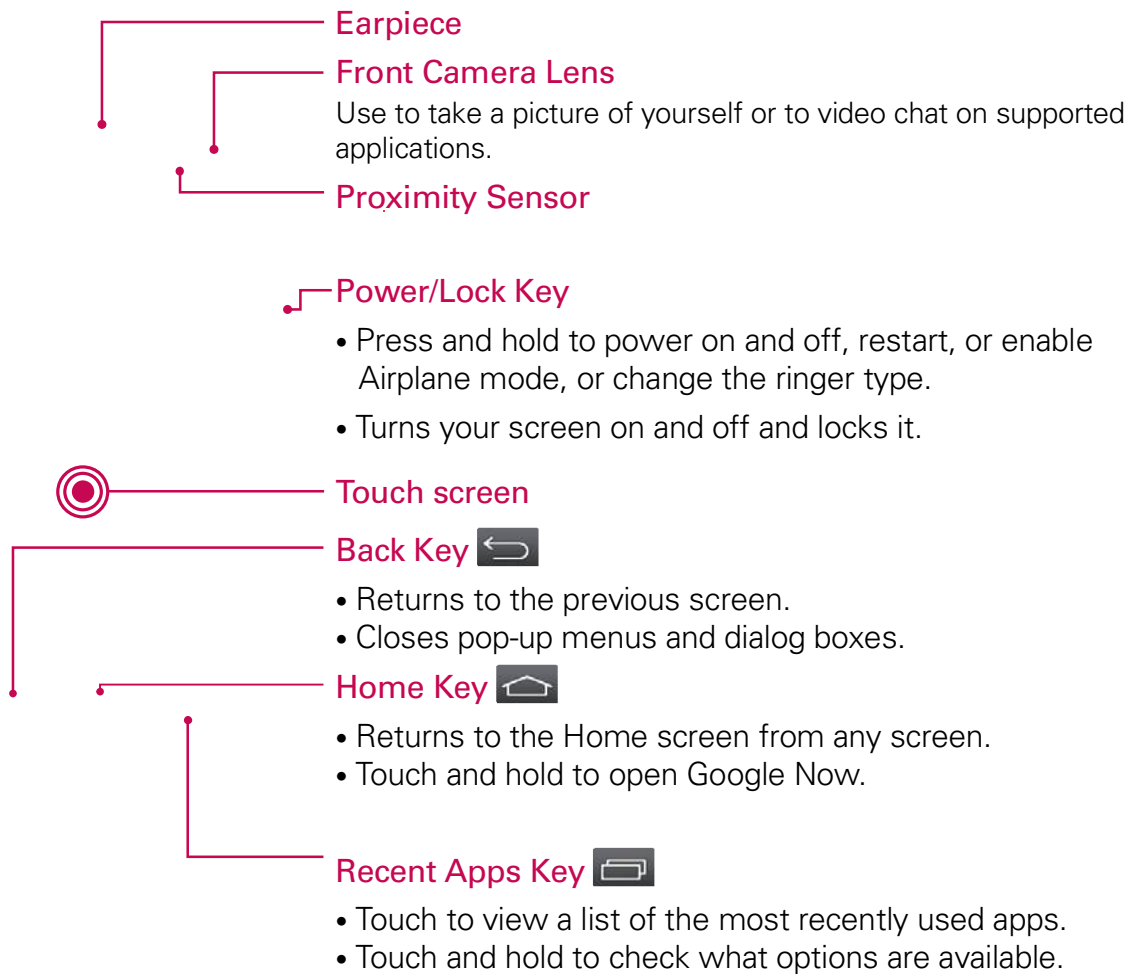 Earpiece
Front Camera Lens
Use to take a picture of yourself or to video chat on supported
applications.
Proximity Sensor
Power/Lock Key
• Press and hold to power on and off, restart, or enable
Airplane mode, or change the ringer type.
• Turns your screen on and off and locks it.
Touch screen
Back Key
• Returns to the previous screen.
• Closes pop-up menus and dialog boxes.
Home Key
• Returns to the Home screen from any screen.
• Touch and hold to open Google Now.
Recent Apps Key
• Touch to view a list of the most recently used apps.
• Touch and hold to check what options are available.